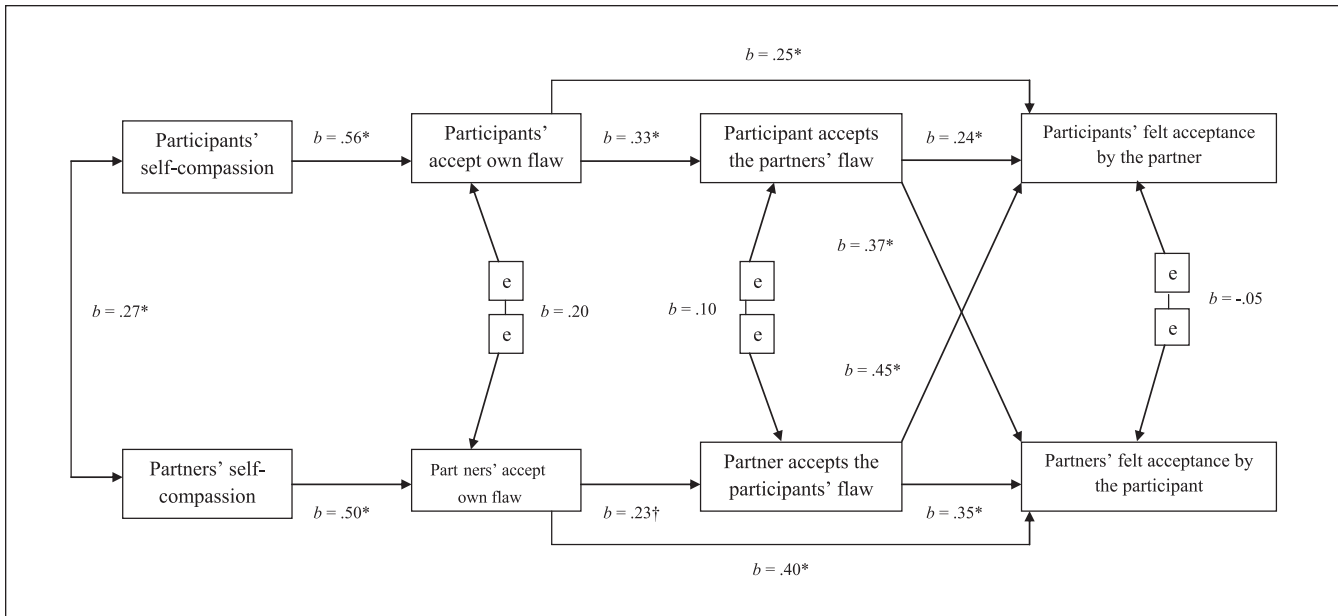 b = .25*
Participants’
self-compassion
b = .56*
Participants’
accept own flaw
b = .33*
Participant accepts
the partners’ flaw
b = .24*
Participants’ felt acceptance
by the partner
b = .37*
e
e
e
b = .27*
e
b = .20
b = .10
e
e
b = -.05
b = .45*
Partners’ self-
compassion
b = .50*
Part ners’ accept
own flaw
b = .23†
Partner accepts the
participants’ flaw
b = .35*
Partners’ felt acceptance by
the participant
b = .40*